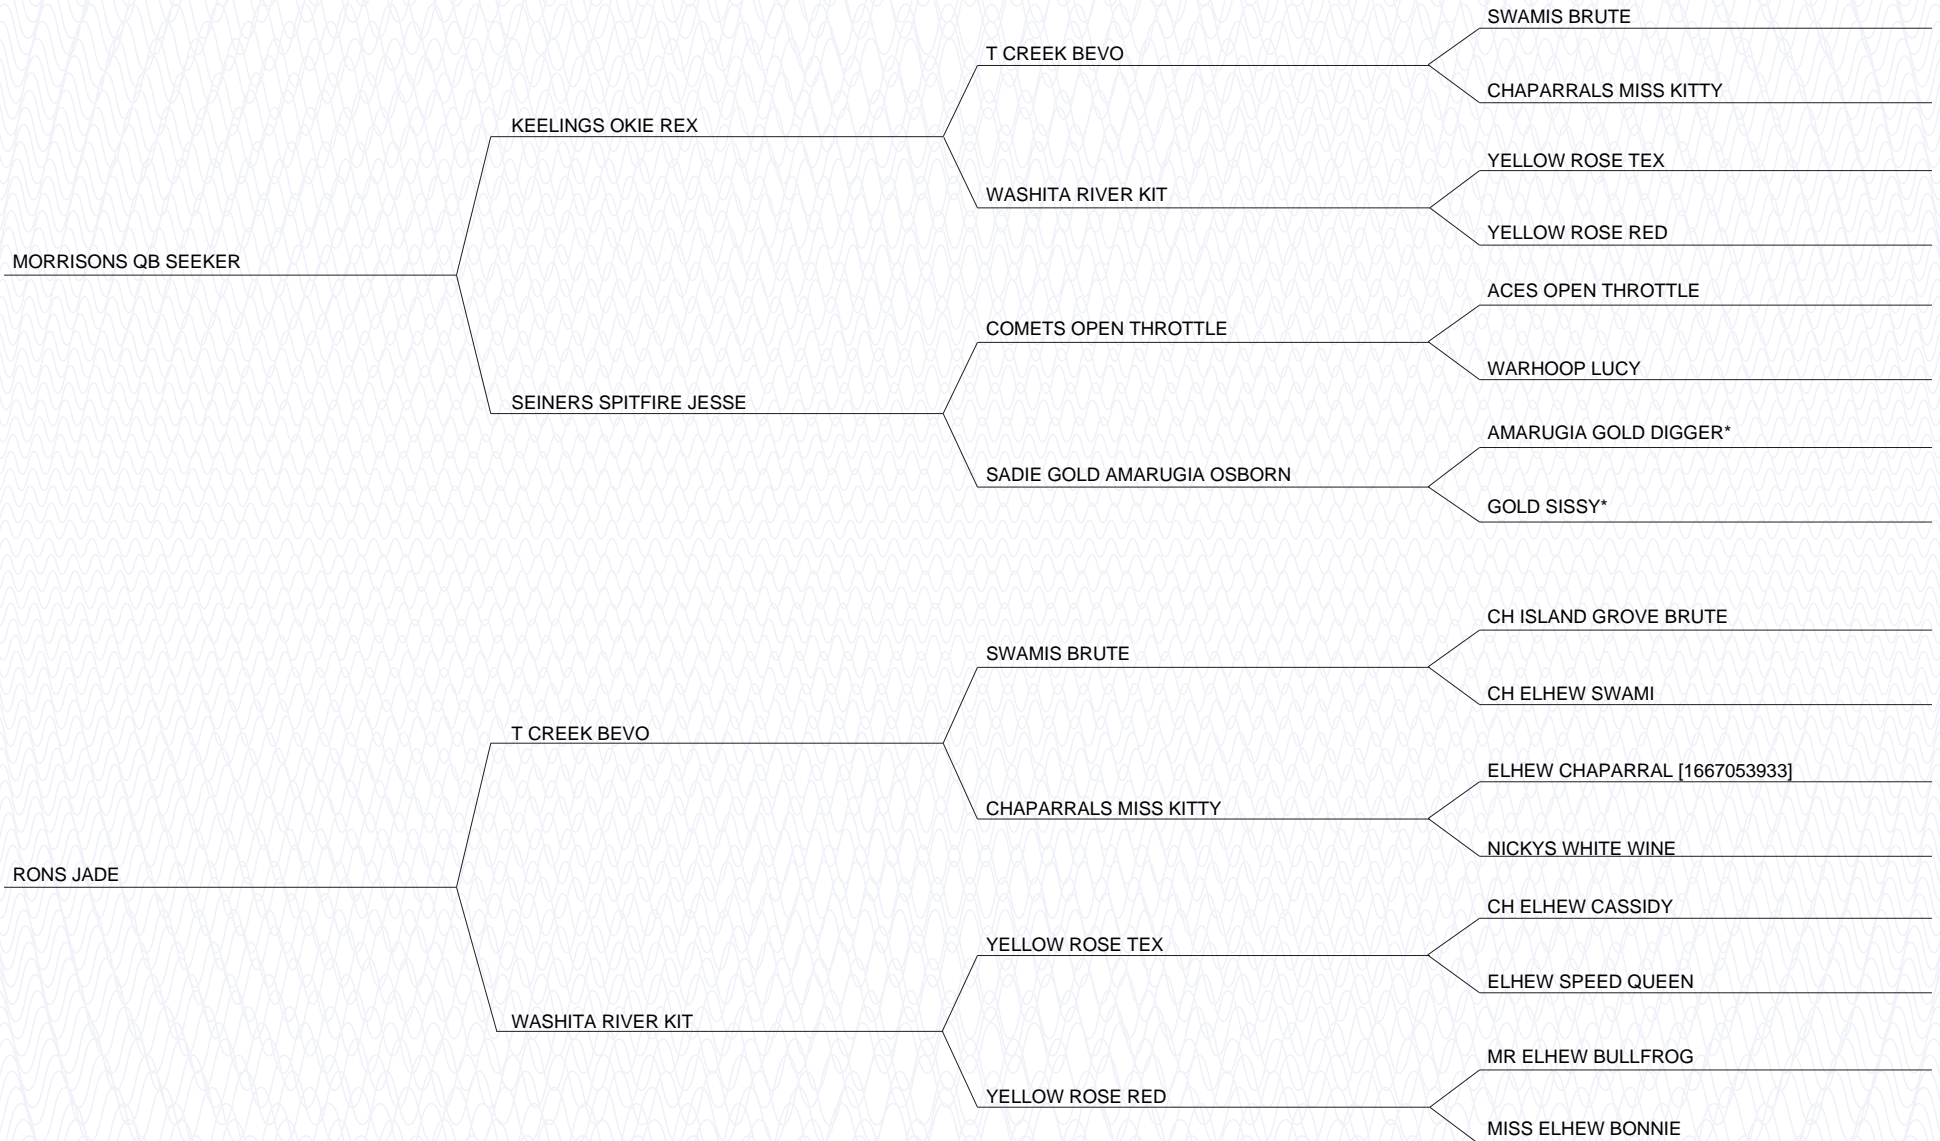 SWAMIS BRUTE
T CREEK BEVO
CHAPARRALS MISS KITTY
KEELINGS OKIE REX
YELLOW ROSE TEX
WASHITA RIVER KIT
YELLOW ROSE RED
MORRISONS QB SEEKER
ACES OPEN THROTTLE
COMETS OPEN THROTTLE
WARHOOP LUCY
SEINERS SPITFIRE JESSE
AMARUGIA GOLD DIGGER*
SADIE GOLD AMARUGIA OSBORN
GOLD SISSY*
CH ISLAND GROVE BRUTE
SWAMIS BRUTE
CH ELHEW SWAMI
T CREEK BEVO
ELHEW CHAPARRAL [1667053933]
CHAPARRALS MISS KITTY
NICKYS WHITE WINE
RONS JADE
CH ELHEW CASSIDY
YELLOW ROSE TEX
ELHEW SPEED QUEEN
WASHITA RIVER KIT
MR ELHEW BULLFROG
YELLOW ROSE RED
MISS ELHEW BONNIE